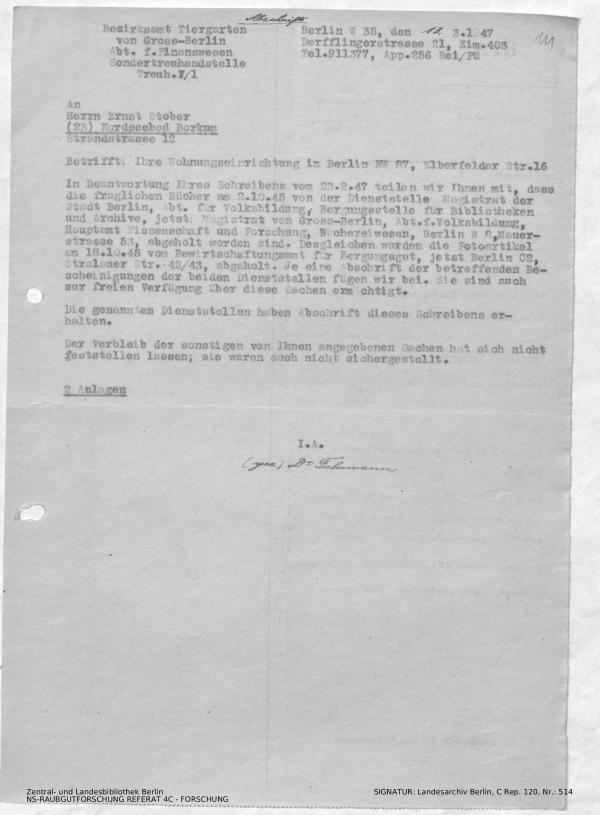 Abschrift
Bezirksamt Tiergarten
von Gross-Berlin
Abt. f.Finanzwesen
Sondertreuhandstelle
Treuh.V/1
Berlin W 35, den 12. 3.1947
Derfflingerstrasse 21, Zim.403
Tel.911377, App.256 Rei/Fü
An
Herrn Ernst Stober
(23) Nordseebad Borkum
Strandstrasse 12
Betrifft: Ihre Wohnungseinrichtung in Berlin NW 87, Elberfelder Str.16
In Beantwortung Ihres Schreibens vom 23.2.47 teilen wir Ihnen mit, dass
die fraglichen Bücher am 2.10.45 von der Dienststelle Magistrat der
Stadt Berlin, Abt. für Volksbildung, Bergungsstelle für Bibliotheken
und Archive, jetst: Magistrat von Gross-Berlin, Abt.f.Volksbildung,
Hauptamt Wissenschaft und Forschung, Büchereiwesen, Berlin W 8,Mauer-
strasse 53, abgeholt worden sind. Desgleichen wurden die Fotoartikel
am 18.10.45 vom Bewirtschaftungsamt für Bergungsgut, jetzt Berlin C2,
Stralauer Str. 42/43, abgeholt. Je eine Abschrift der betreffenden Be-
scheinigungen der beiden Dienststellen fügen wir bei. Sie sind auch
zur freien Verfügung über diese Sachen ermächtigt.
Die genannten Dienststellen haben Abschrift dieses Schreibens er-
halten.
Der Verbleib der sonstigen von Ihnen angegebenen Sachen hat sich nicht
feststellen lassen; sie waren auch nicht sichergestellt.
2 Anlagen
I.A.
(gez.) Dr.
Zentral- und Landesbibliothek Berlin
NS-RAUBGUTFORSCHUNG REFERAT 4C - FORSCHUNG
SIGNATUR: Landesarchiv Berlin, C Rep. 120, Nr.: 514